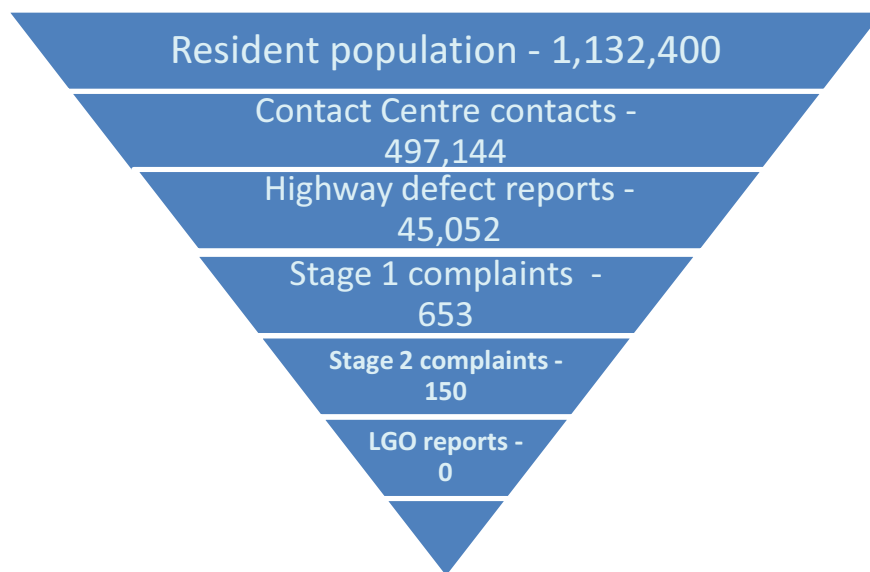 Resident population - 1,132,400
Contact Centre contacts -
497,144
Highway defect reports -
45,052
Stage 1 complaints -
653
Stage 2 complaints -
150
LGO reports -
0